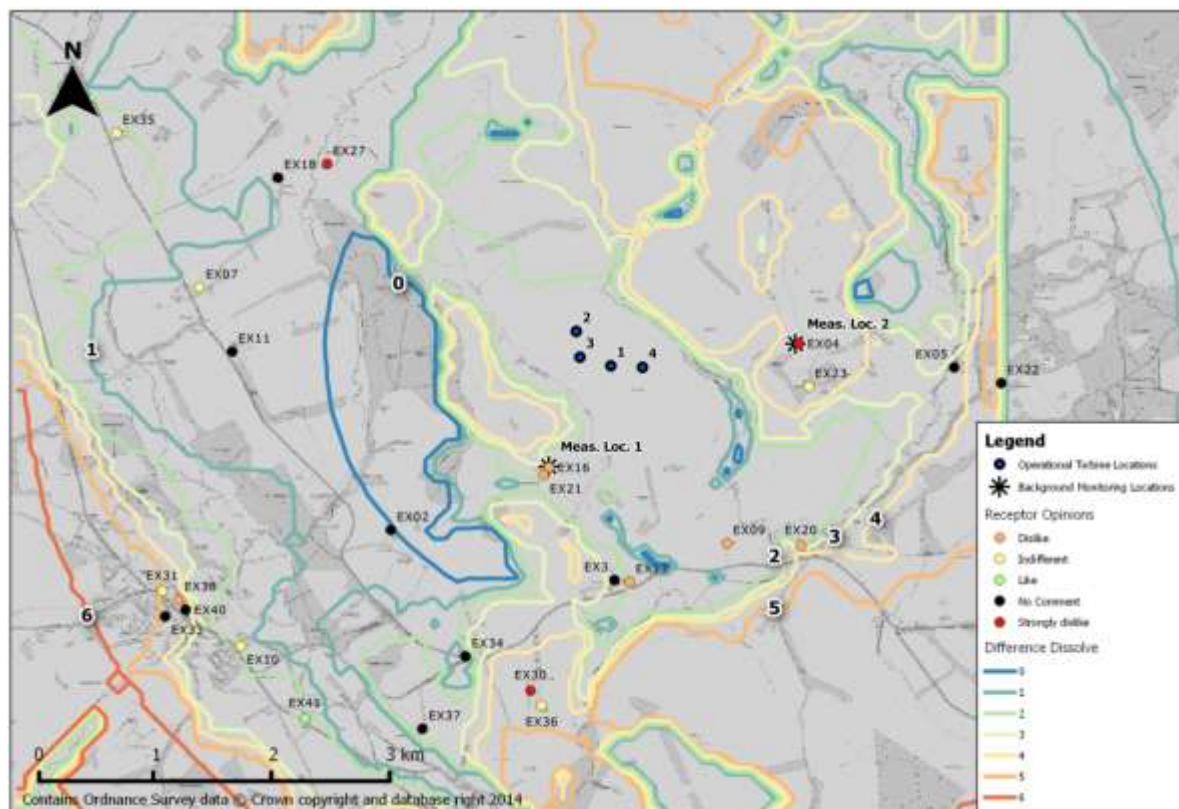 N
EX35
EX18
EX27
0
EX07
1
EX11
2
3
1
4
Meas. Loc. 2
EX04
EX23
EX05
EX22
Meas. Loc. 1
EX16
EX21
EX02
EX09
EX20
2
3
4
5
EX3
EX31
EX38
EX40
EX33
6
EX10
EX34
EX30
EX36
EX41
EX37
0
1
2
3 km
Contains Ordnance Survey data © Crown copyright and database right 2014
Legend
Operational Turbine Locations
Background Monitoring Locations
Receptor Opinions
Dislike
Indifferent
Like
No Comment
Strongly dislike
Difference Dissolve
0
1
2
3
4
5
6